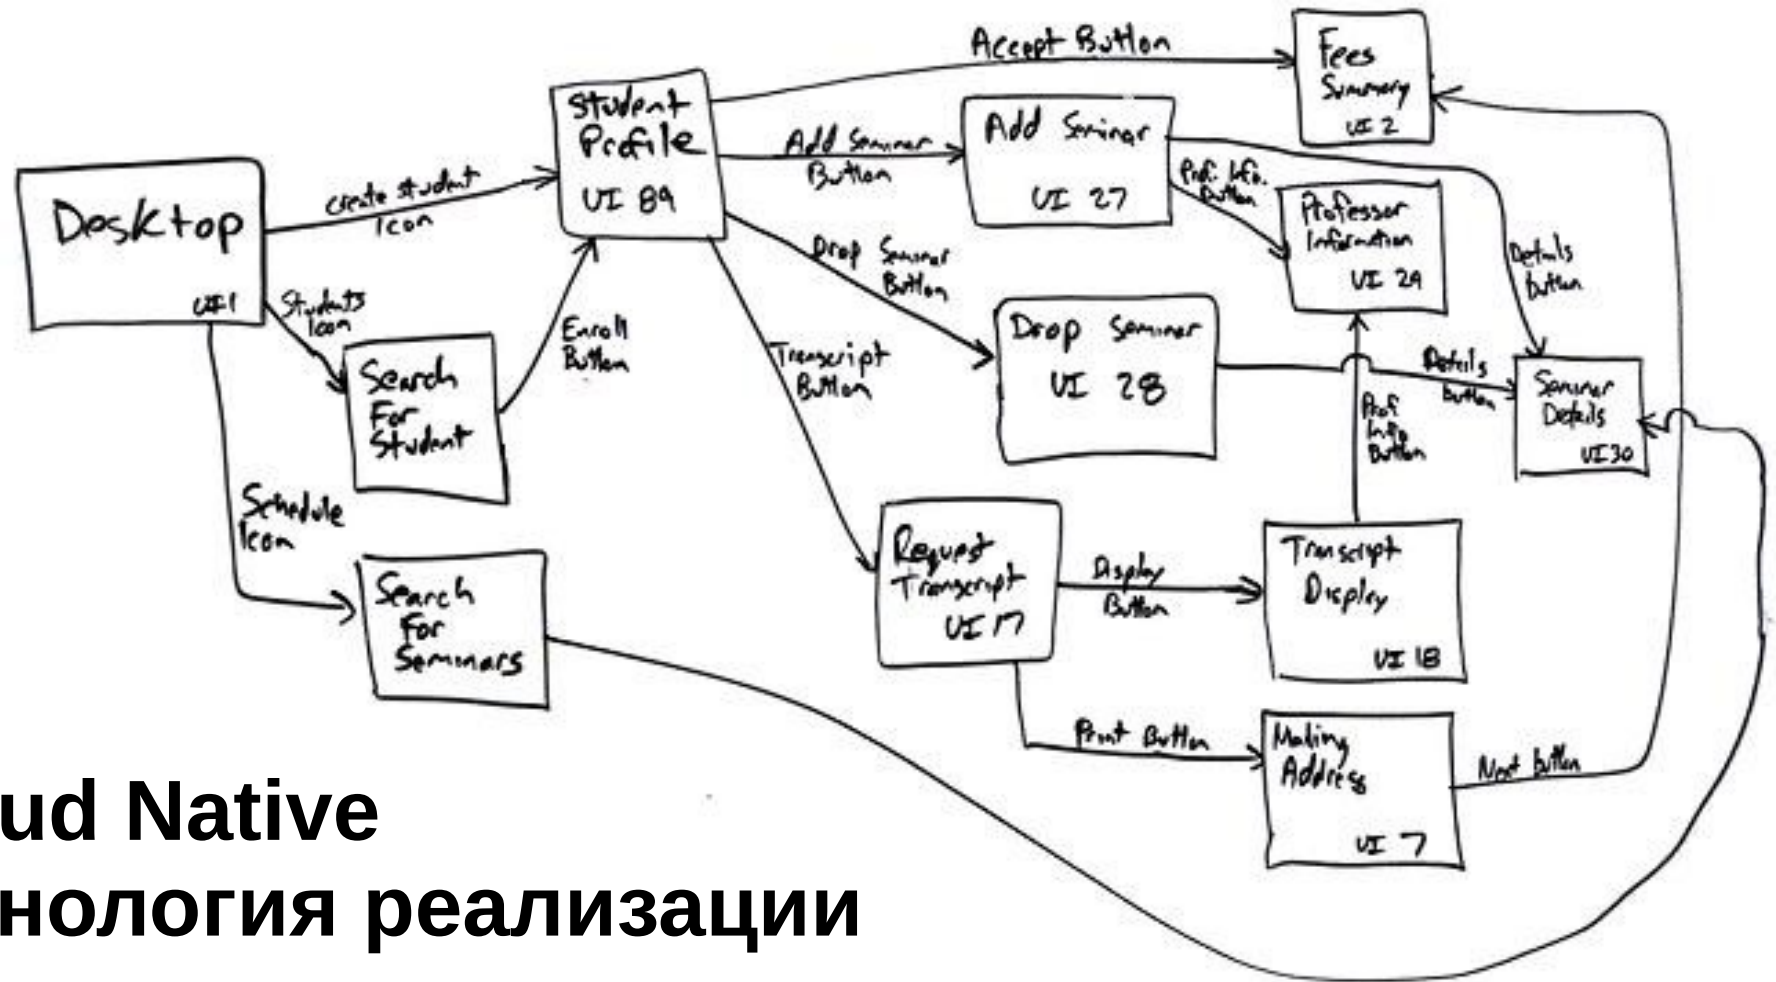 Desktop
UI 1
create student
Icon
Students
Icon
Schedule
Icon
Search
For
Student
Enroll
Button
Search
For
Seminars
Student
Profile
UI 89
Accept Button
Add Seminar
Button
Drop Seminar
Button
Transcript
Button
Fees
Summary
UI 2
Add Seminar
UI 27
Prof. Info.
Button
Details
button
Professor
Information
UI 29
Drop Seminar
UI 28
Details
button
Seminar
Details
UI 30
Prof
Info
Button
Request
Transcript
UI 17
Display
Button
Transcript
Display
UI 18
Print Button
Mailing
Address
UI 7
Next button
ud Native
нология реализации